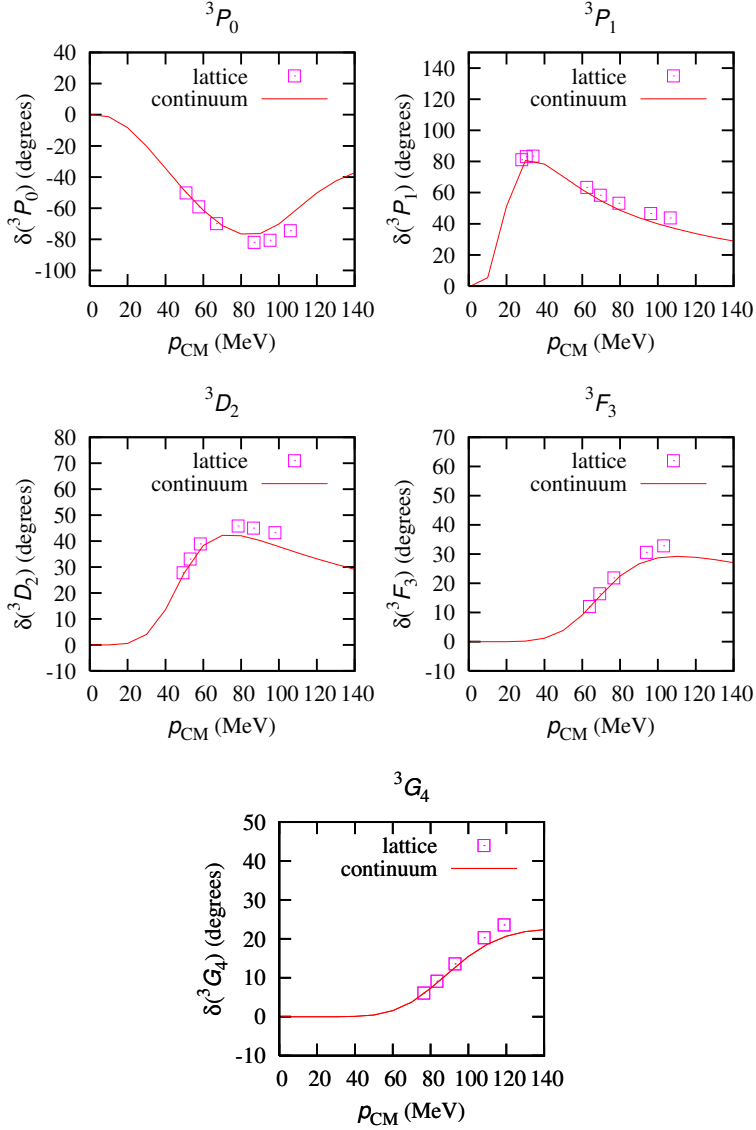 ³P₀
40
20
0
-20
-40
-60
-80
-100
0 20 40 60 80 100 120 140
δ(³P₀) (degrees)
p_CM (MeV)
lattice
continuum
³P₁
140
120
100
80
60
40
20
0
0 20 40 60 80 100 120 140
δ(³P₁) (degrees)
p_CM (MeV)
lattice
continuum
³D₂
80
70
60
50
40
30
20
10
0
-10
0 20 40 60 80 100 120 140
δ(³D₂) (degrees)
p_CM (MeV)
lattice
continuum
³F₃
70
60
50
40
30
20
10
0
-10
0 20 40 60 80 100 120 140
δ(³F₃) (degrees)
p_CM (MeV)
lattice
continuum
³G₄
50
40
30
20
10
0
-10
0 20 40 60 80 100 120 140
δ(³G₄) (degrees)
p_CM (MeV)
lattice
continuum